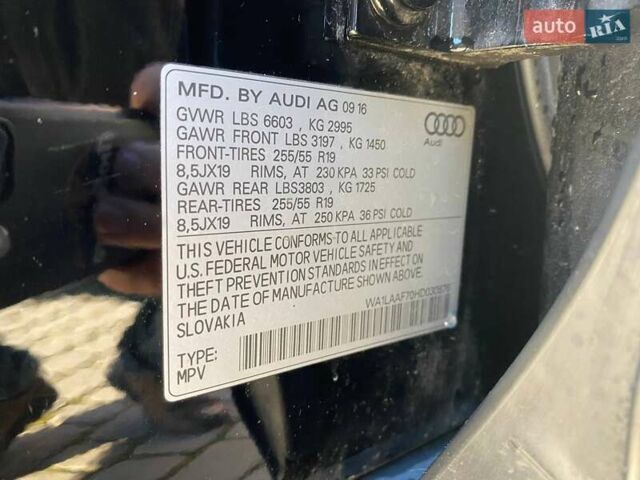 auto RIA
.com
MFD. BY AUDI AG 09 16
GVWR LBS 6603 , KG 2995
GAWR FRONT LBS 3197 , KG 1450
FRONT-TIRES 255/55 R19
8,5JX19 RIMS, AT 230 KPA 33 PSI COLD
GAWR REAR LBS3803 , KG 1725
REAR-TIRES 255/55 R19
8,5JX19 RIMS, AT 250 KPA 36 PSI COLD
Audi
THIS VEHICLE CONFORMS-TO ALL APPLICABLE
U.S. FEDERAL MOTOR VEHICLE SAFETY AND
THEFT PREVENTION STANDARDS IN EFFECT ON
THE DATE OF MANUFACTURE SHOWN ABOVE.
SLOVAKIA
WA1LAAF70HD030876
TYPE:
MPV